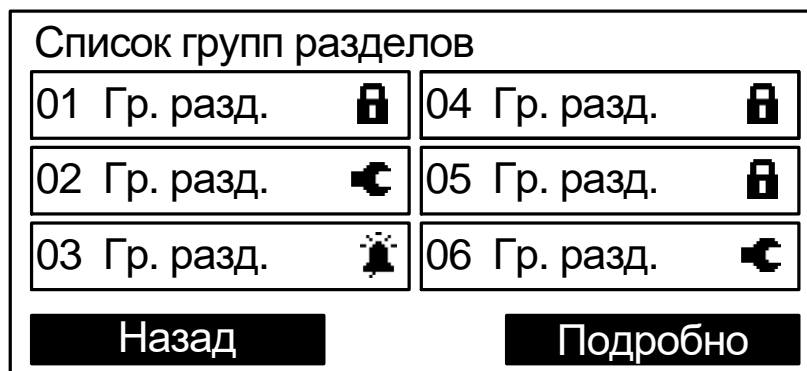 Список групп разделов
01 Гр. разд.
04 Гр. разд.
02 Гр. разд.
05 Гр. разд.
03 Гр. разд.
06 Гр. разд.
Назад
Подробно